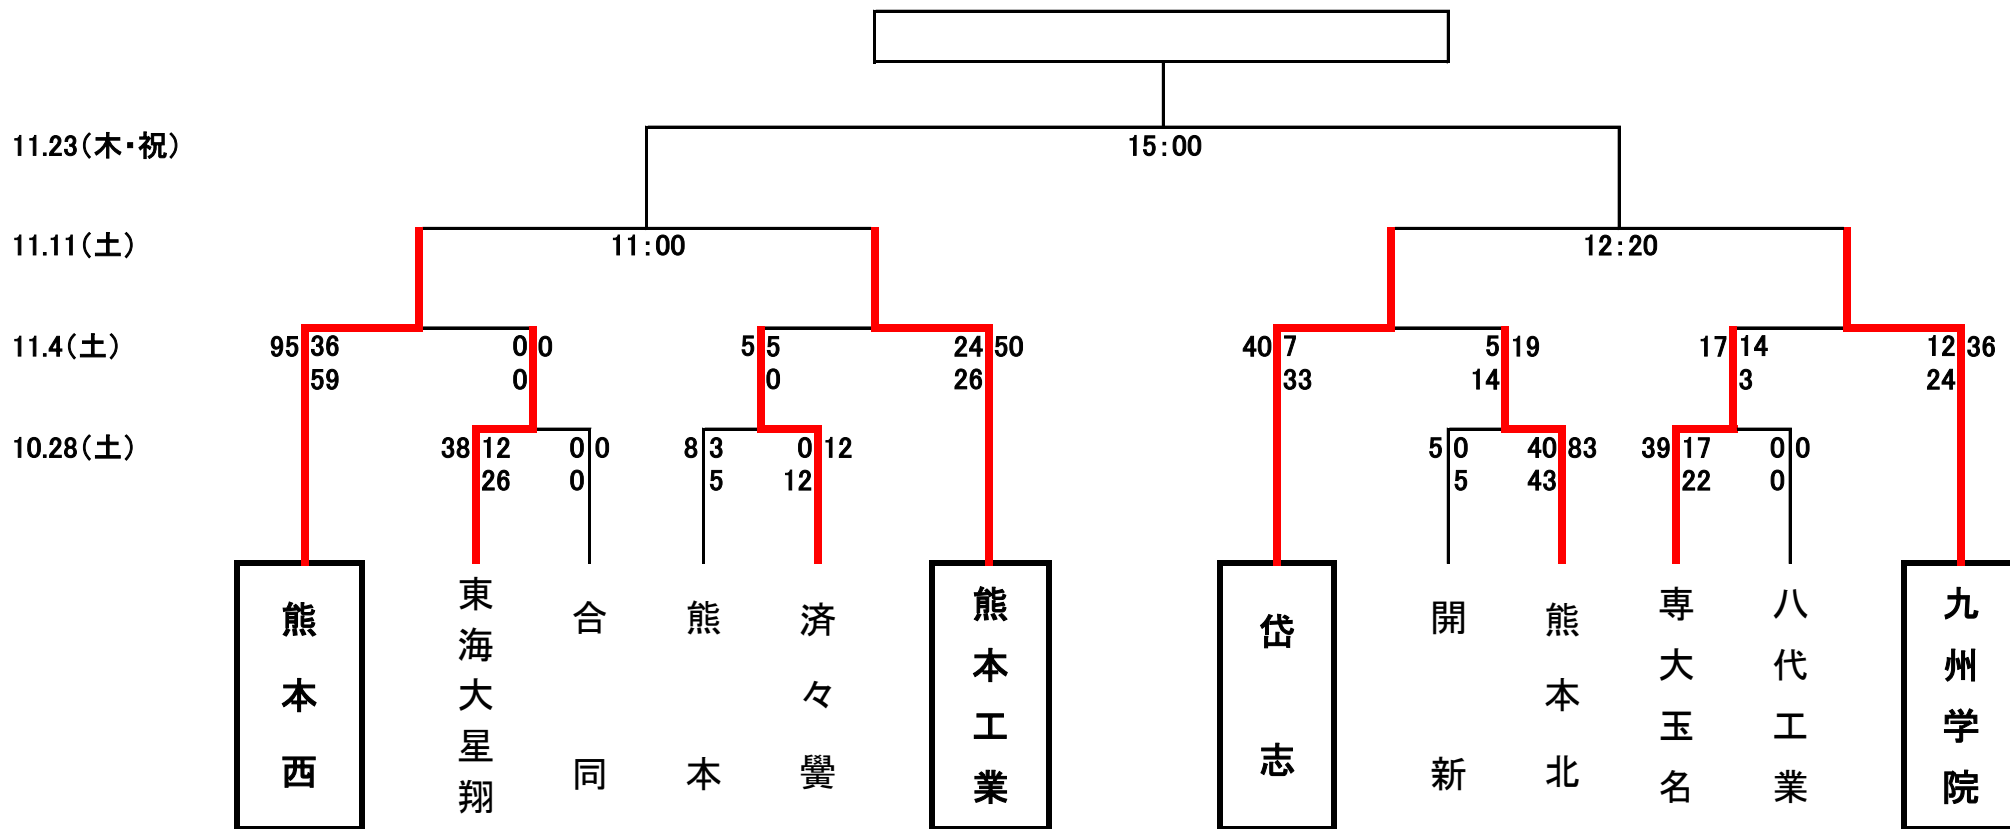 11.23(木・祝)
15:00
11.11(土)
11:00
12:20
11.4(土)
95 36 0 0 5 5 24 50 40 7 5 19 17 14 12 36
59 0 0 26 33 14 3 24
10.28(土)
38 12 0 0 8 3 0 12 5 0 40 83 39 17 0 0
26 0 5 12 5 43 22 0
熊本西
東海大星翔
合同
熊本
済々黌
熊本工業
岱志
開新
熊本北
専大玉名
八代工業
九州学院